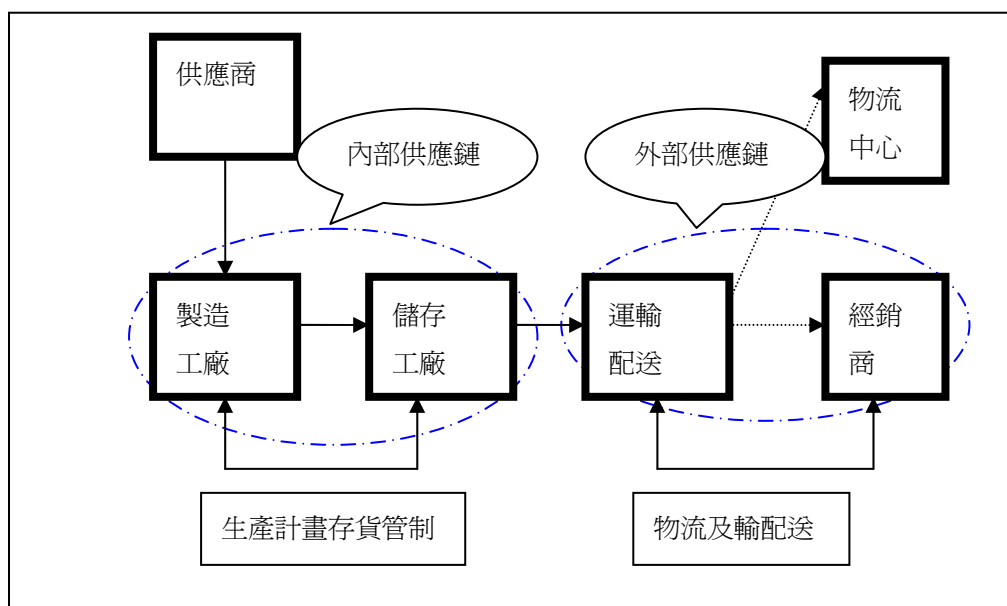 供應商
內部供應鏈
外部供應鏈
物流
中心
製造
工廠
儲存
工廠
運輸
配送
經銷
商
生產計畫存貨管制
物流及輸配送